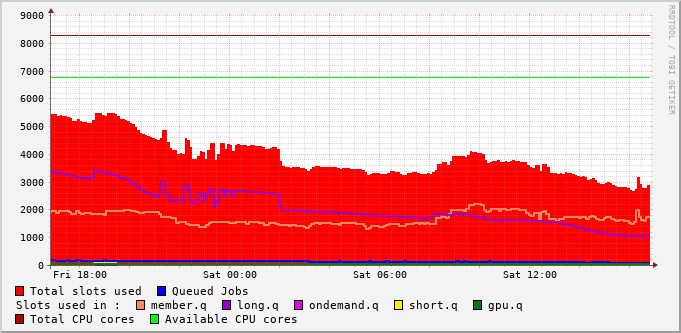 9000
8000
7000
6000
5000
4000
3000
2000
1000
0
Fri 18:00 Sat 00:00 Sat 06:00 Sat 12:00
RRDTOOL / TOBI OETIKER
Total slots used Queued Jobs
Slots used in : member.q long.q ondemand.q short.q gpu.q
Total CPU cores Available CPU cores